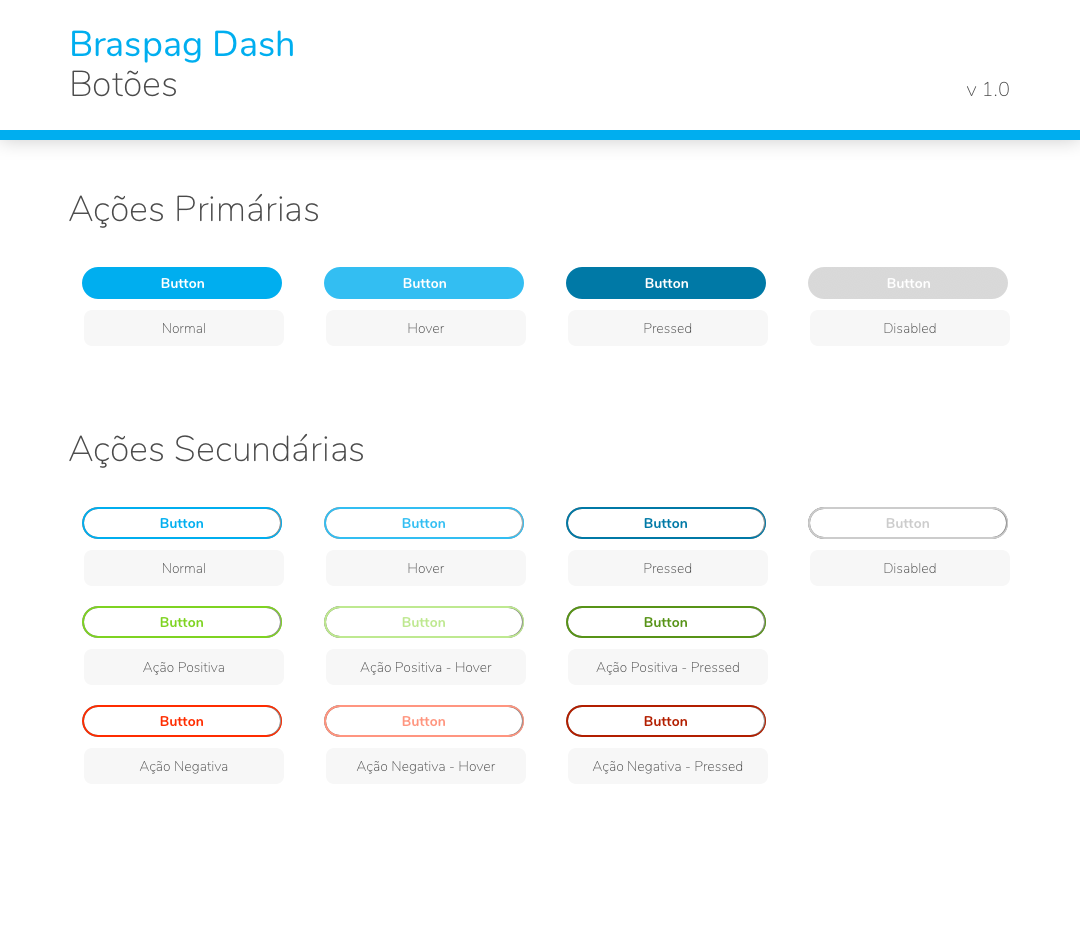 Braspag Dash
Botões
v 1.0
Ações Primárias
Button Button Button Button
Normal Hover Pressed Disabled
Ações Secundárias
Button Button Button Button
Normal Hover Pressed Disabled
Button Button Button
Ação Positiva Ação Positiva - Hover Ação Positiva - Pressed
Button Button Button
Ação Negativa Ação Negativa - Hover Ação Negativa - Pressed